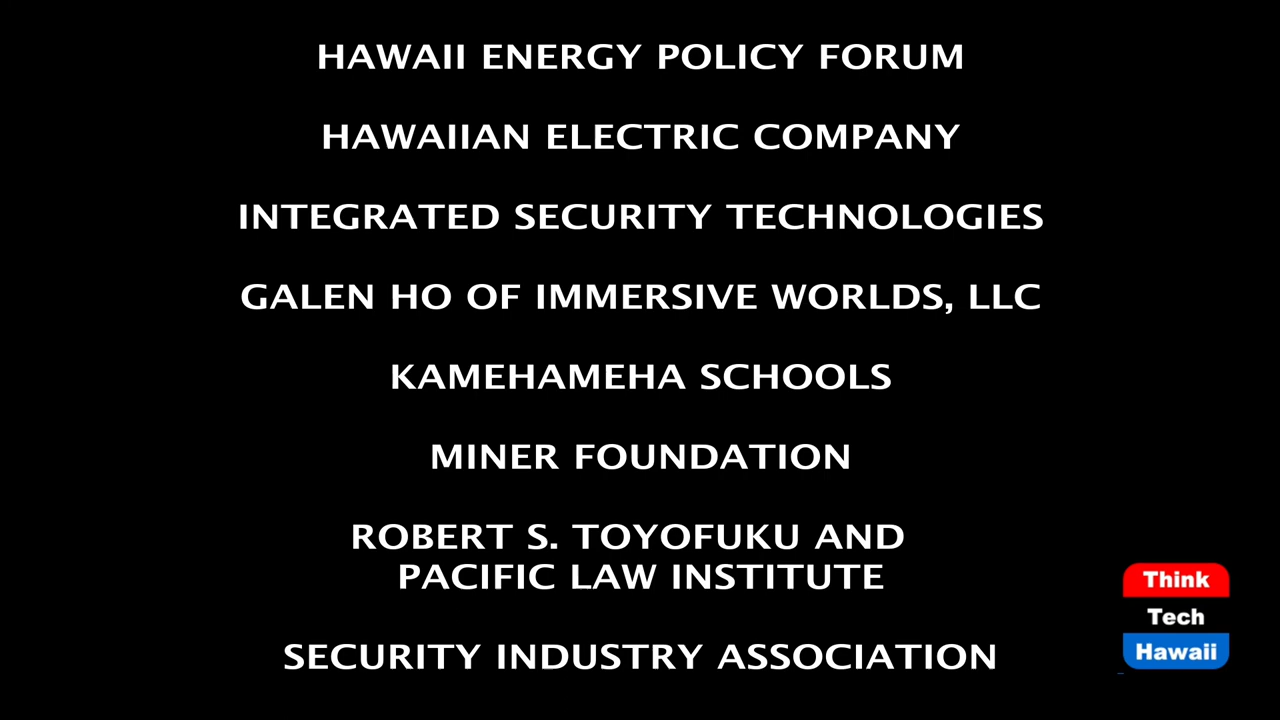 HAWAII ENERGY POLICY FORUM
HAWAIIAN ELECTRIC COMPANY
INTEGRATED SECURITY TECHNOLOGIES
GALEN HO OF IMMERSIVE WORLDS, LLC
KAMEHAMEHA SCHOOLS
MINER FOUNDATION
ROBERT S. TOYOFUKU AND
PACIFIC LAW INSTITUTE
SECURITY INDUSTRY ASSOCIATION
Think
Tech
Hawaii